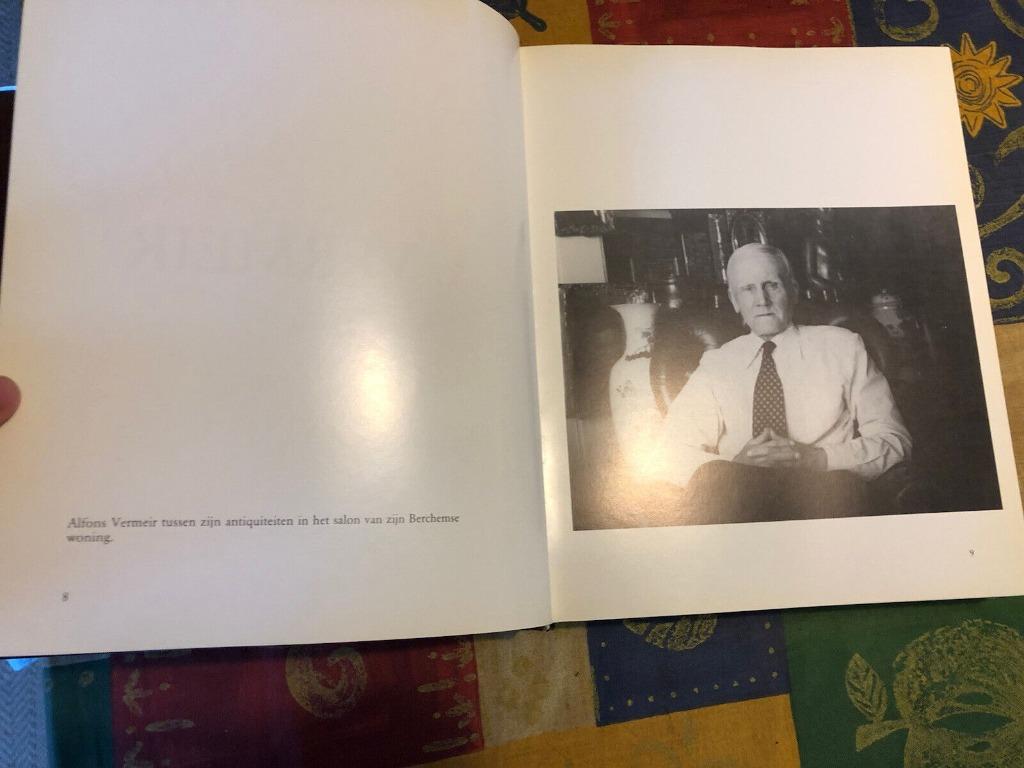 Alfons Vermeir tussen zijn antiquiteiten in het salon van zijn Berchemse
woning.
8
9